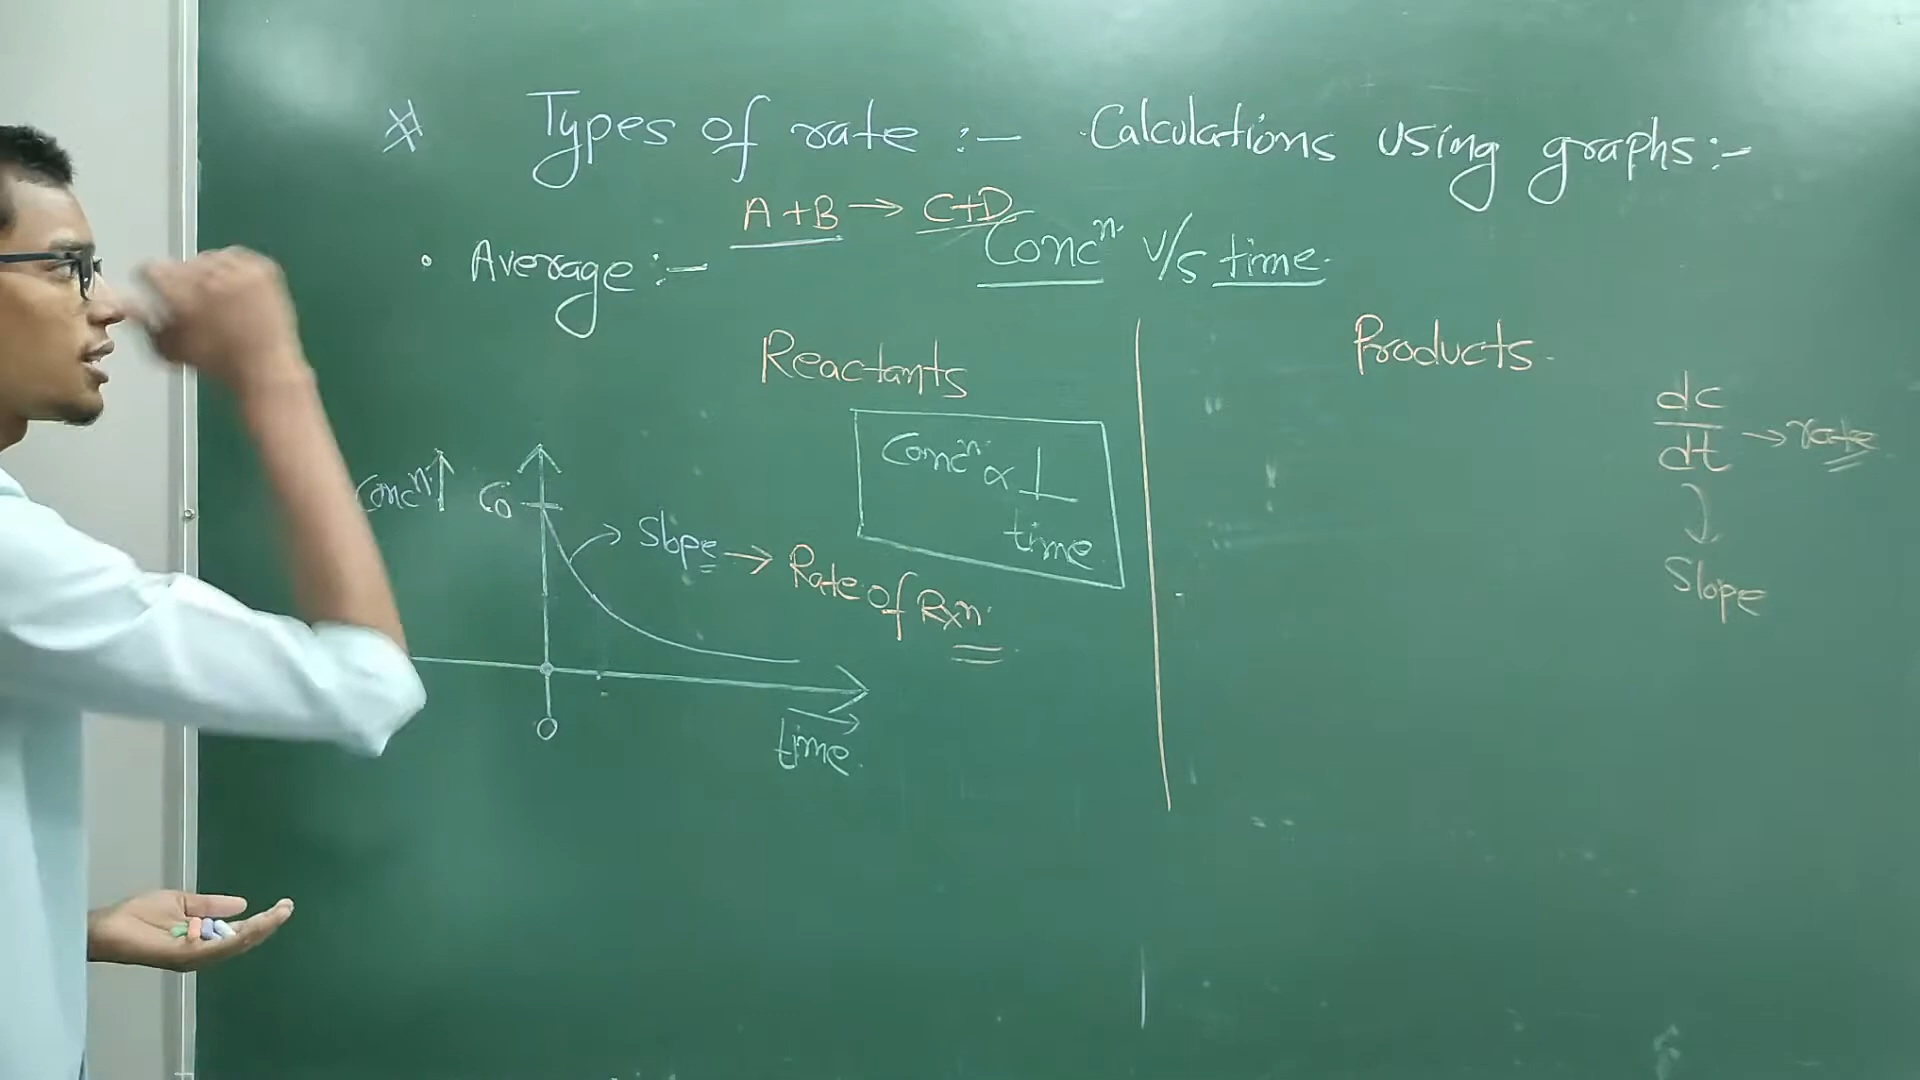 * Types of rate :- Calculations using graphs:-
A+B → C+D
• Average :- Concⁿ v/s time.
Reactants
Concⁿ ∝ 1/time
Concⁿ↑ C₀
Slope → Rate of Rxn.
O
time.
Products.
dc/dt → rate
Slope